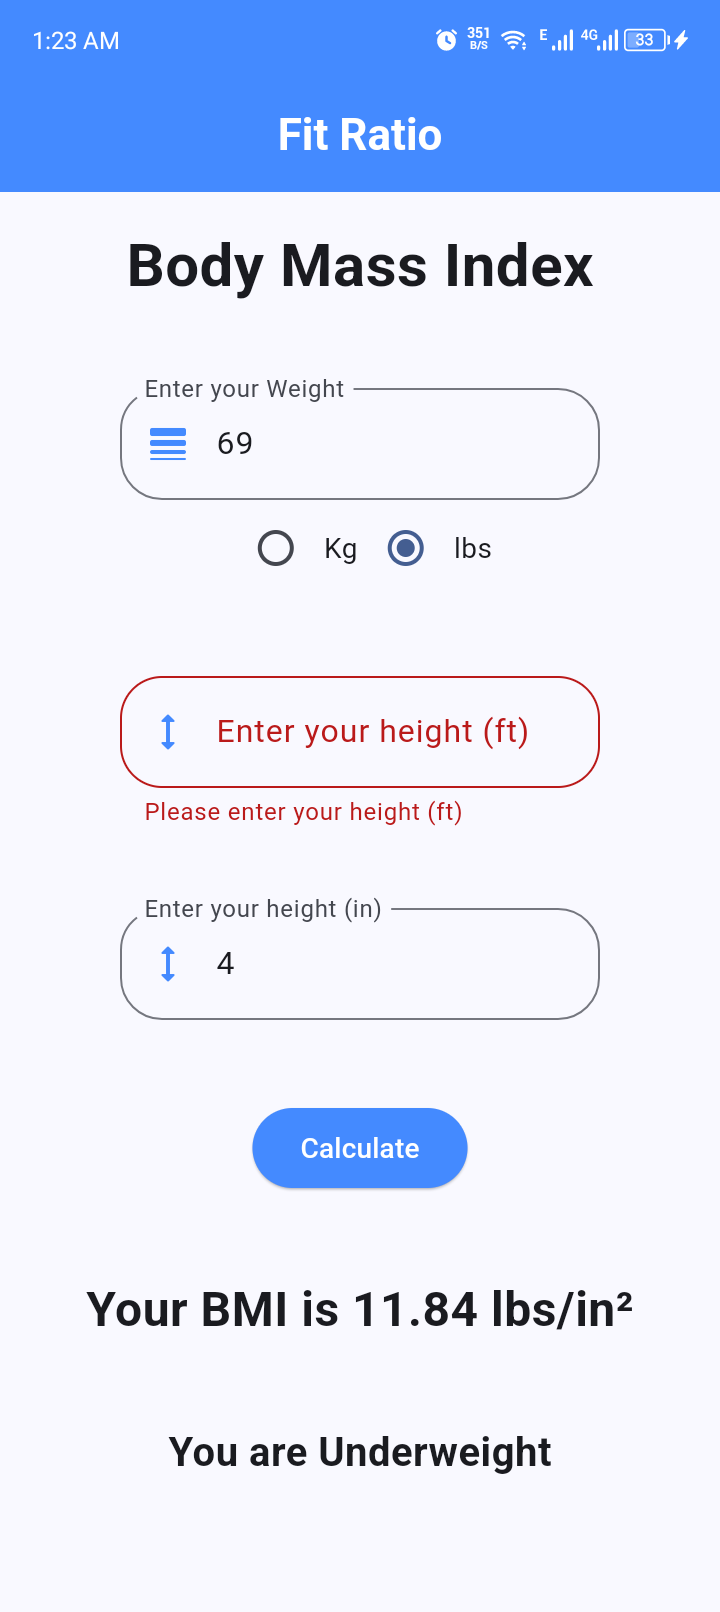 1:23 AM 351 B/S E 4G 33
Fit Ratio
Body Mass Index
Enter your Weight
69
Kg lbs
Enter your height (ft)
Please enter your height (ft)
Enter your height (in)
4
Calculate
Your BMI is 11.84 lbs/in²
You are Underweight